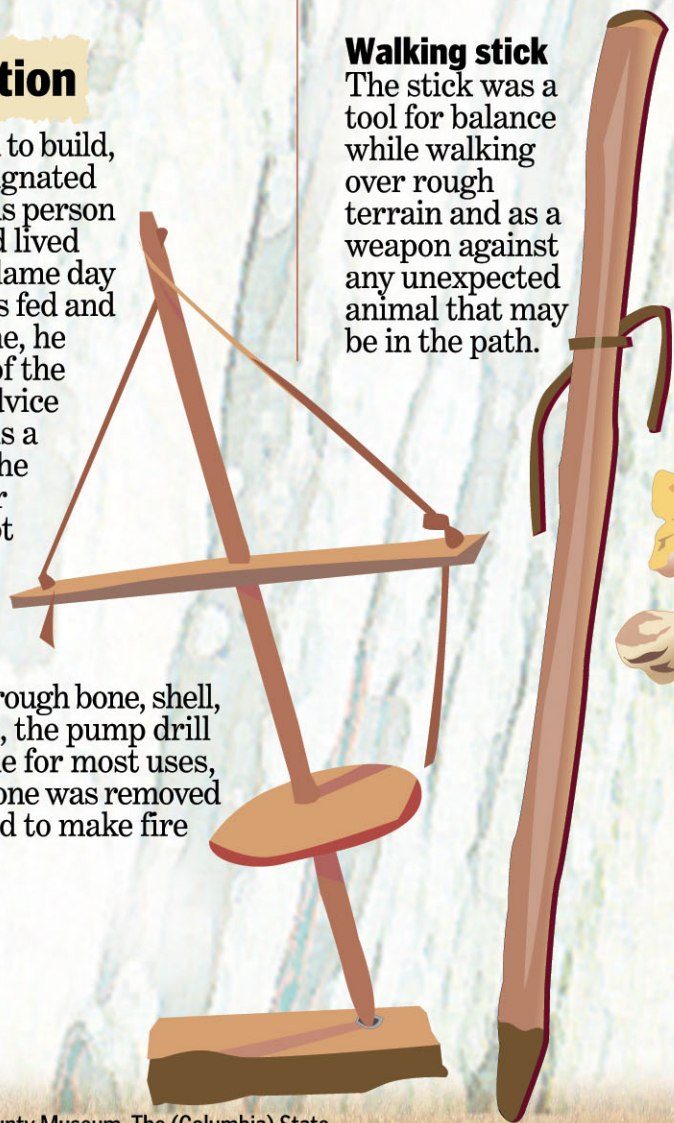 tion
to build,
gnated
s person
d lived
lame day
s fed and
e, he
of the
dvice
s a
he
r
ot
Walking stick
The stick was a
tool for balance
while walking
over rough
terrain and as a
weapon against
any unexpected
animal that may
be in the path.
rough bone, shell,
, the pump drill
e for most uses,
one was removed
d to make fire
unty Museum, The (Columbia) State